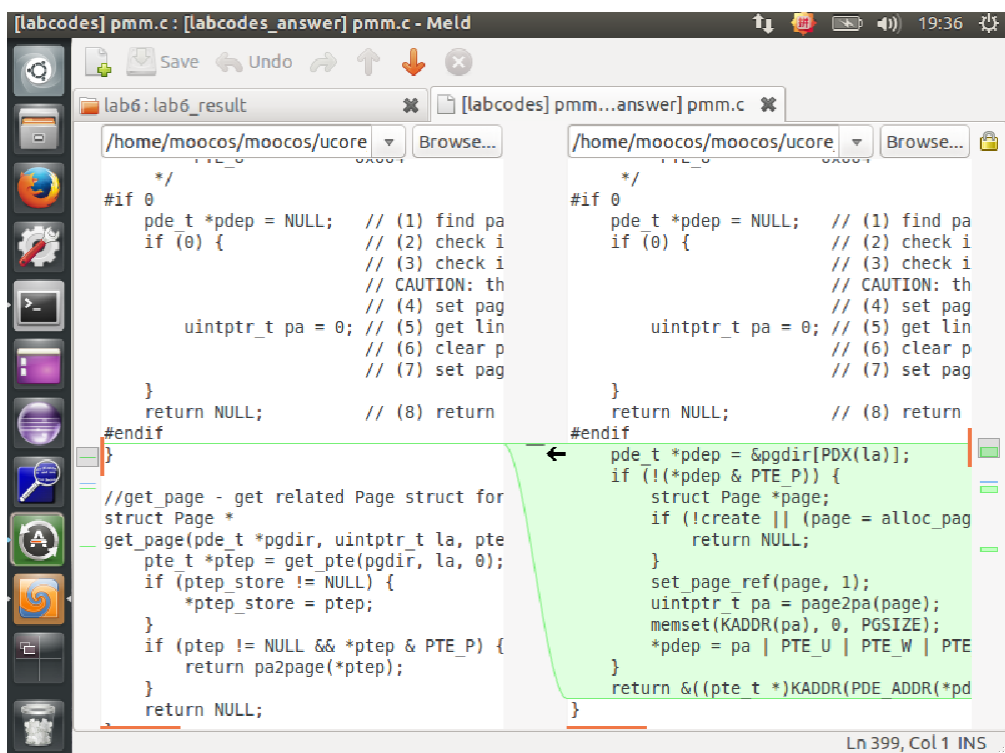 [labcodes] pmm.c : [labcodes_answer] pmm.c - Meld
19:36
Save Undo
lab6 : lab6_result
[labcodes] pmm...answer] pmm.c
/home/moocos/moocos/ucore Browse...
*/
#if 0
pde_t *pdep = NULL; // (1) find pa
if (0) { // (2) check i
// (3) check i
// CAUTION: th
// (4) set pag
uintptr_t pa = 0; // (5) get lin
// (6) clear p
// (7) set pag
}
return NULL; // (8) return
#endif
}
//get_page - get related Page struct for
struct Page *
get_page(pde_t *pgdir, uintptr_t la, pte
pte_t *ptep = get_pte(pgdir, la, 0);
if (ptep_store != NULL) {
*ptep_store = ptep;
}
if (ptep != NULL && *ptep & PTE_P) {
return pa2page(*ptep);
}
return NULL;
/home/moocos/moocos/ucore_ Browse...
*/
#if 0
pde_t *pdep = NULL; // (1) find pa
if (0) { // (2) check i
// (3) check i
// CAUTION: th
// (4) set pag
uintptr_t pa = 0; // (5) get lin
// (6) clear p
// (7) set pag
}
return NULL; // (8) return
#endif
pde_t *pdep = &pgdir[PDX(la)];
if (!(*pdep & PTE_P)) {
struct Page *page;
if (!create || (page = alloc_pag
return NULL;
}
set_page_ref(page, 1);
uintptr_t pa = page2pa(page);
memset(KADDR(pa), 0, PGSIZE);
*pdep = pa | PTE_U | PTE_W | PTE
}
return &((pte_t *)KADDR(PDE_ADDR(*pd
}
Ln 399, Col 1 INS